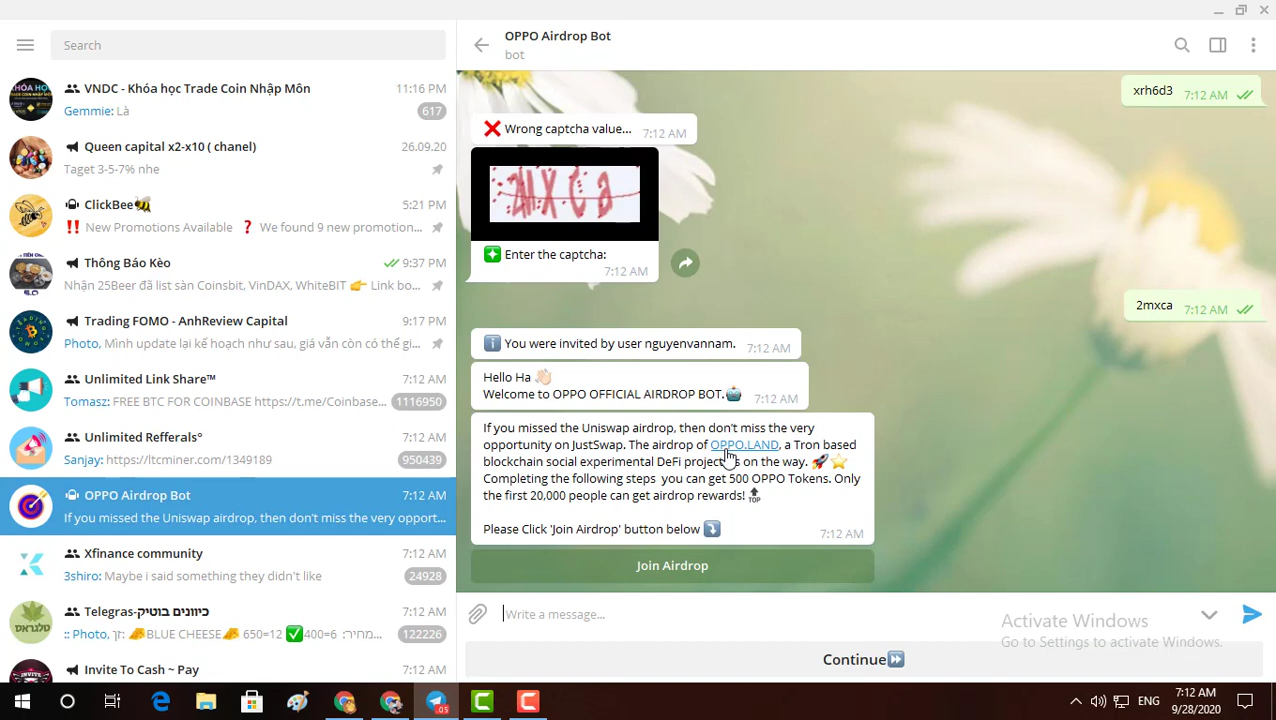 Search
VNDC - Khóa học Trade Coin Nhập Môn 11:16 PM
Gemmie: Là 617
Queen capital x2-x10 ( chanel) 26.09.20
Taget 3-5-7% nhe
ClickBee🐝 5:21 PM
‼️ New Promotions Available ❓ We found 9 new promotion...
Thông Báo Kèo 9:37 PM
Nhận 25Beer đã list sàn Coinsbit, VinDAX, WhiteBIT 👉 Link bo...
Trading FOMO - AnhReview Capital 9:17 PM
Photo, Mình update lại kế hoạch như sau, giá vẫn còn có thể gi...
Unlimited Link Share™ 7:12 AM
Tomasz: FREE BTC FOR COINBASE https://t.me/Coinbase... 1116950
Unlimited Refferals° 7:12 AM
Sanjay: https://ltcminer.com/1349189 950439
OPPO Airdrop Bot 7:12 AM
If you missed the Uniswap airdrop, then don't miss the very opport...
Xfinance community 7:12 AM
3shiro: Maybe i said something they didn't like 24928
Telegras-כיוונים בוטיק 7:12 AM
:: Photo, מחיר: 🧀BLUE CHEESE🧀 650=12 ✅400=6 :זן... 122226
Invite To Cash ~ Pay 7:12 AM
OPPO Airdrop Bot
bot
xrh6d3 7:12 AM
❌ Wrong captcha value... 7:12 AM
2MXCa
Enter the captcha:
7:12 AM
2mxca 7:12 AM
ℹ️ You were invited by user nguyenvannam. 7:12 AM
Hello Ha 👋🏻
Welcome to OPPO OFFICIAL AIRDROP BOT.🤖 7:12 AM
If you missed the Uniswap airdrop, then don't miss the very
opportunity on JustSwap. The airdrop of OPPO.LAND, a Tron based
blockchain social experimental DeFi project is on the way. 🚀⭐
Completing the following steps you can get 500 OPPO Tokens. Only
the first 20,000 people can get airdrop rewards! 🔝
Please Click 'Join Airdrop' button below ⤵️ 7:12 AM
Join Airdrop
Write a message...
Activate Windows
Go to Settings to activate Windows.
Continue⏩
05
ENG
7:12 AM
9/28/2020